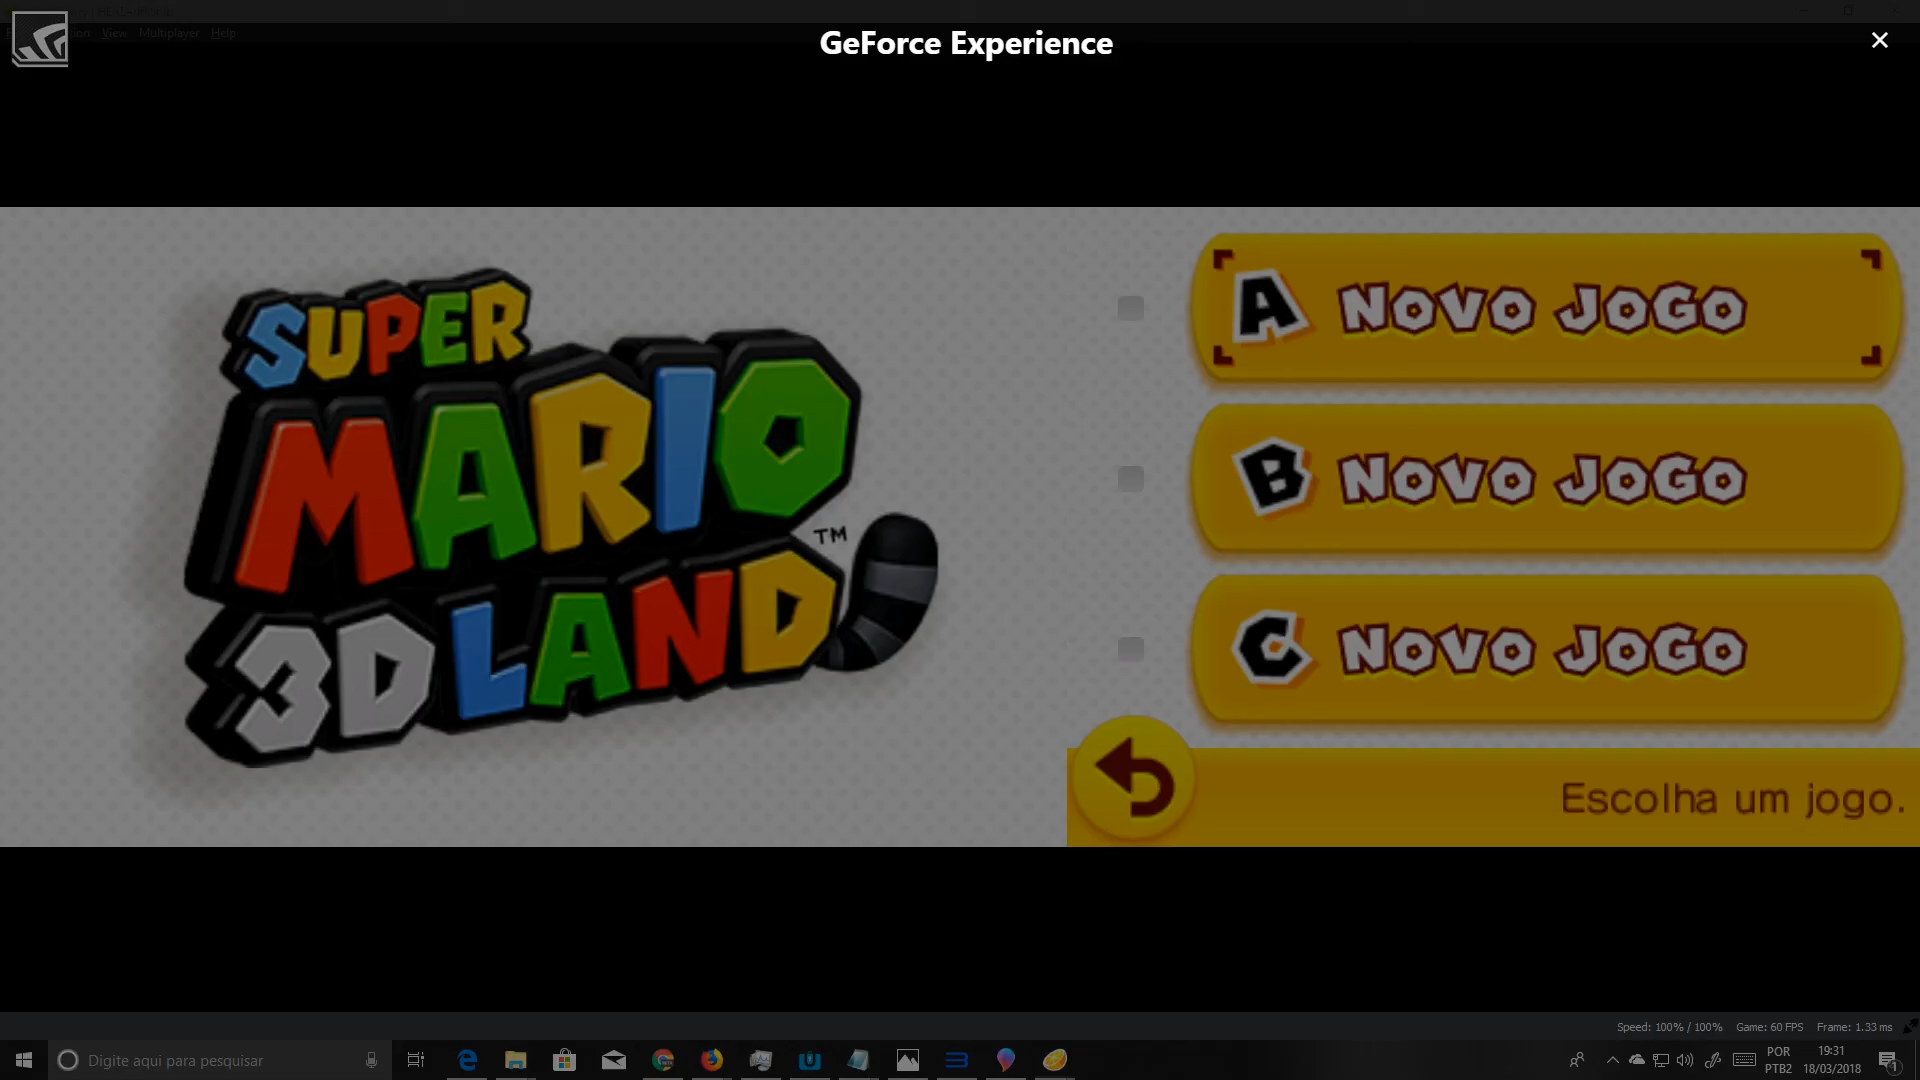 View Multiplayer Help
GeForce Experience
SUPER
MARIO
TM
3D LAND
A NOVO JOGO
B NOVO JOGO
C NOVO JOGO
Escolha um jogo.
Speed: 100% / 100% Game: 60 FPS Frame: 1.33 ms
Digite aqui para pesquisar
POR
PTB2
19:31
18/03/2018
1